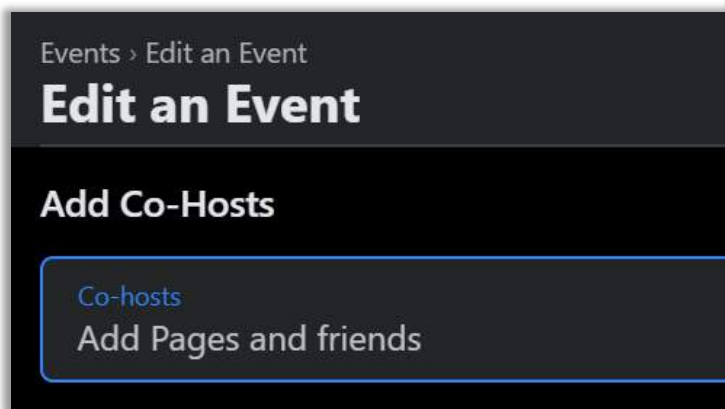 Events › Edit an Event
Edit an Event
Add Co-Hosts
Co-hosts
Add Pages and friends